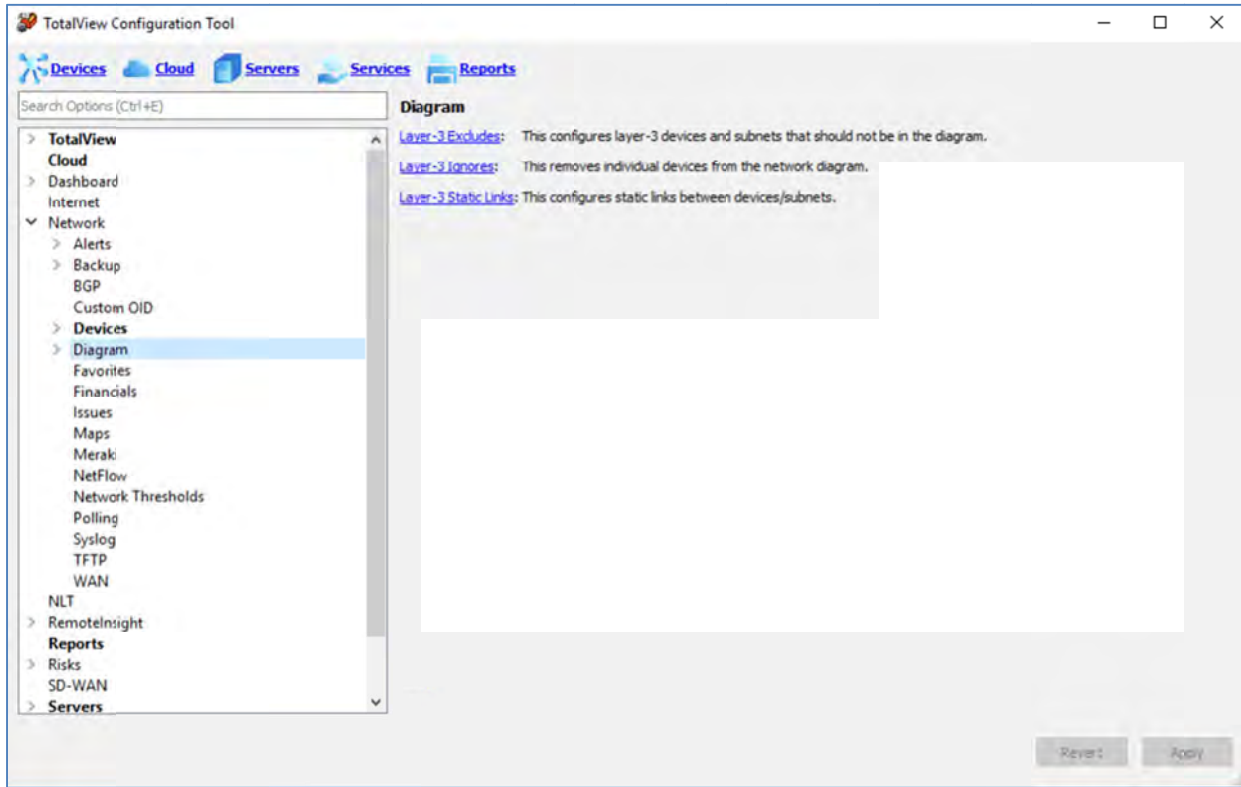 TotalView Configuration Tool
Devices Cloud Servers Services Reports
Search Options (Ctrl+E)
TotalView
Cloud
Dashboard
Internet
Network
Alerts
Backup
BGP
Custom OID
Devices
Diagram
Favorites
Financials
Issues
Maps
Meraki
NetFlow
Network Thresholds
Polling
Syslog
TFTP
WAN
NLT
RemoteInsight
Reports
Risks
SD-WAN
Servers
Diagram
Layer-3 Excludes: This configures layer-3 devices and subnets that should not be in the diagram.
Layer-3 Ignores: This removes individual devices from the network diagram.
Layer-3 Static Links: This configures static links between devices/subnets.
Revert Apply